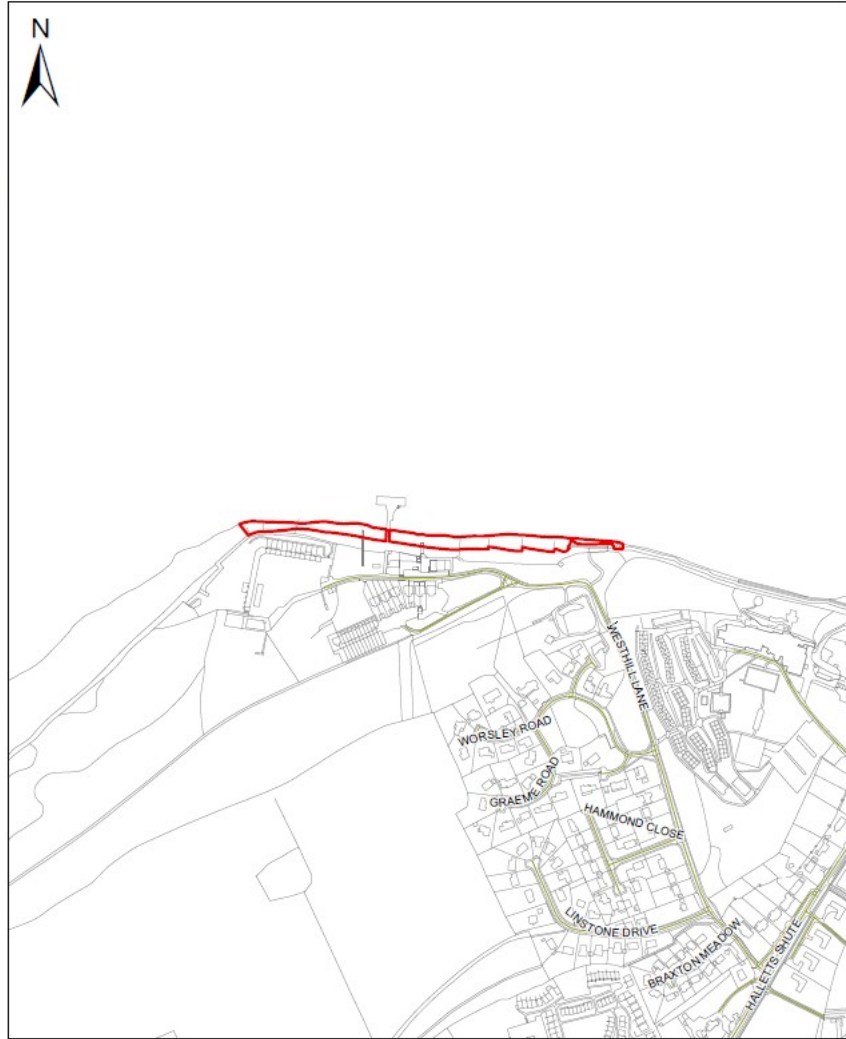 N
WESTHILL LANE
WORSLEY ROAD
GRAEME ROAD
HAMMOND CLOSE
LINSTONE DRIVE
BRAXTON MEADOW
HALLETTS SHUTE